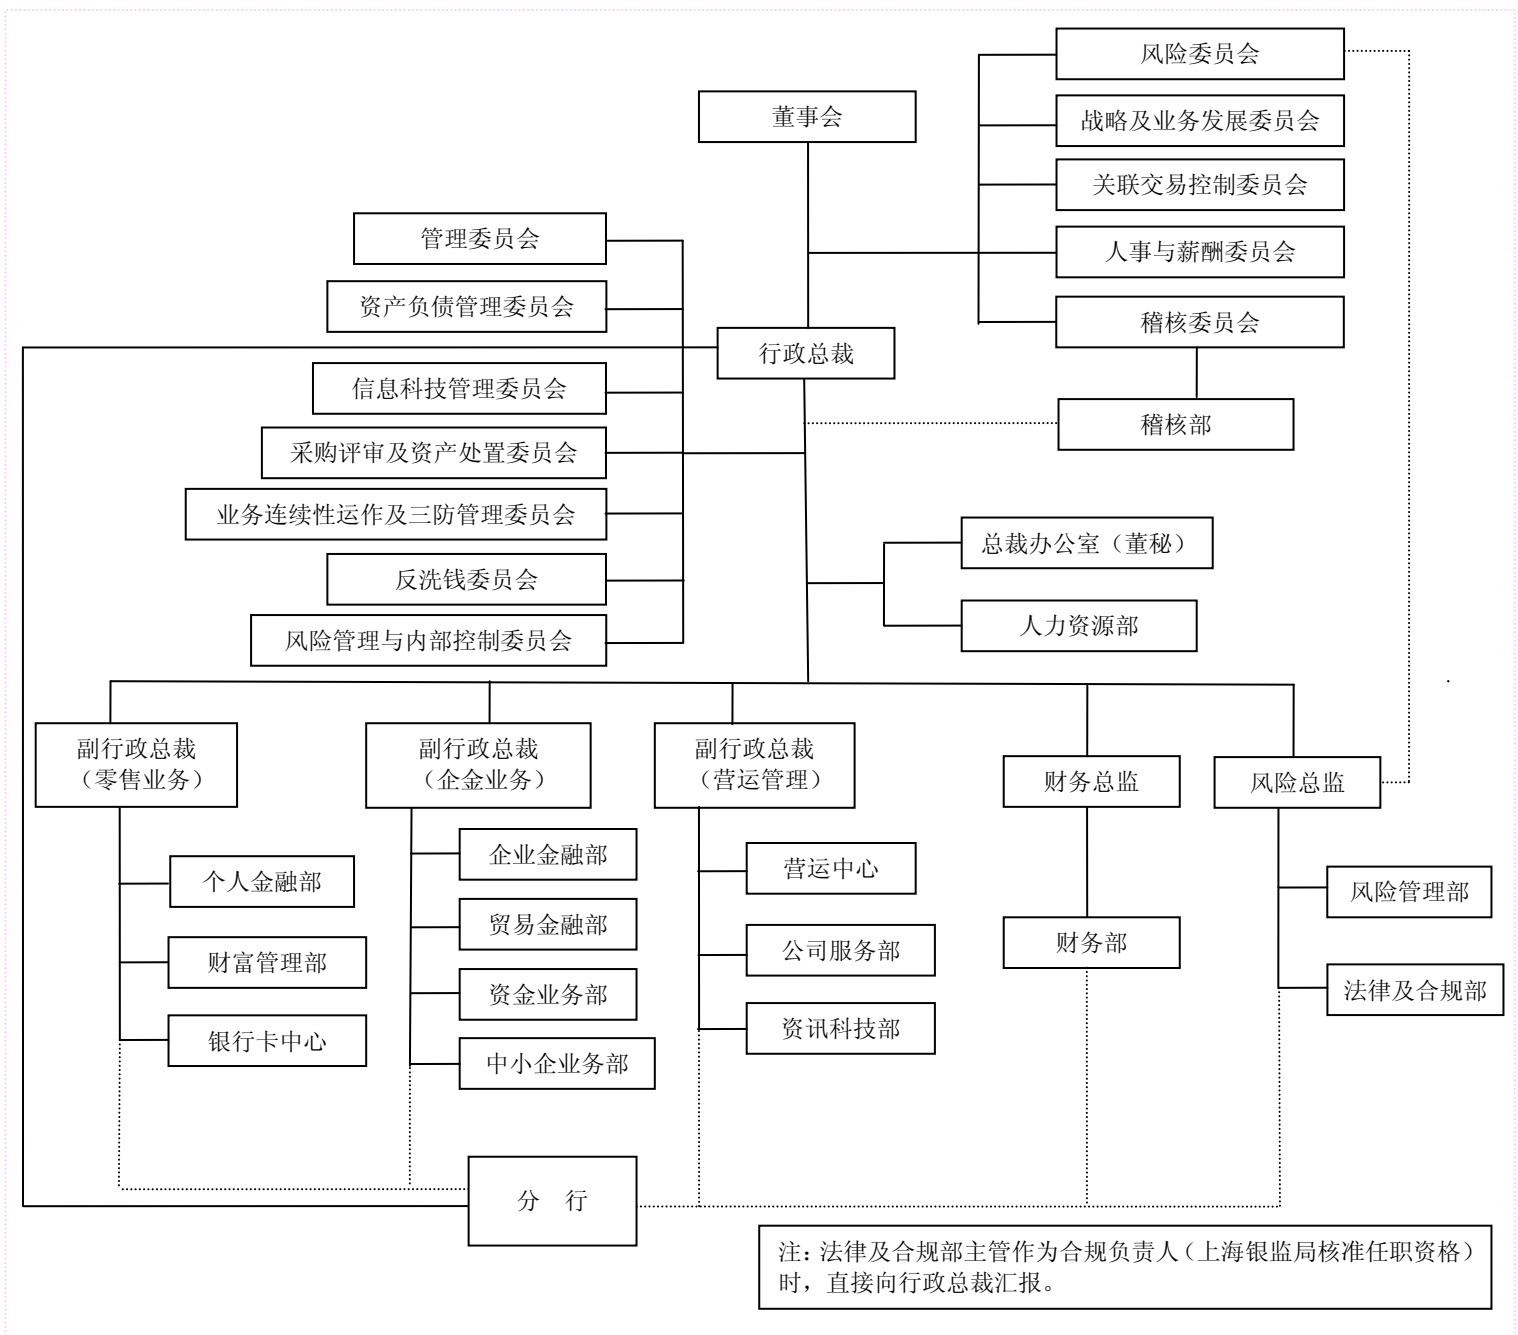 风险委员会
董事会
战略及业务发展委员会
关联交易控制委员会
管理委员会
人事与薪酬委员会
资产负债管理委员会
稽核委员会
行政总裁
信息科技管理委员会
稽核部
采购评审及资产处置委员会
业务连续性运作及三防管理委员会
总裁办公室（董秘）
反洗钱委员会
人力资源部
风险管理与内部控制委员会
副行政总裁
（零售业务）
副行政总裁
（企金业务）
副行政总裁
（营运管理）
财务总监
风险总监
个人金融部
财富管理部
银行卡中心
企业金融部
贸易金融部
资金业务部
中小企业务部
营运中心
公司服务部
资讯科技部
财务部
风险管理部
法律及合规部
分 行
注：法律及合规部主管作为合规负责人（上海银监局核准任职资格）
时，直接向行政总裁汇报。